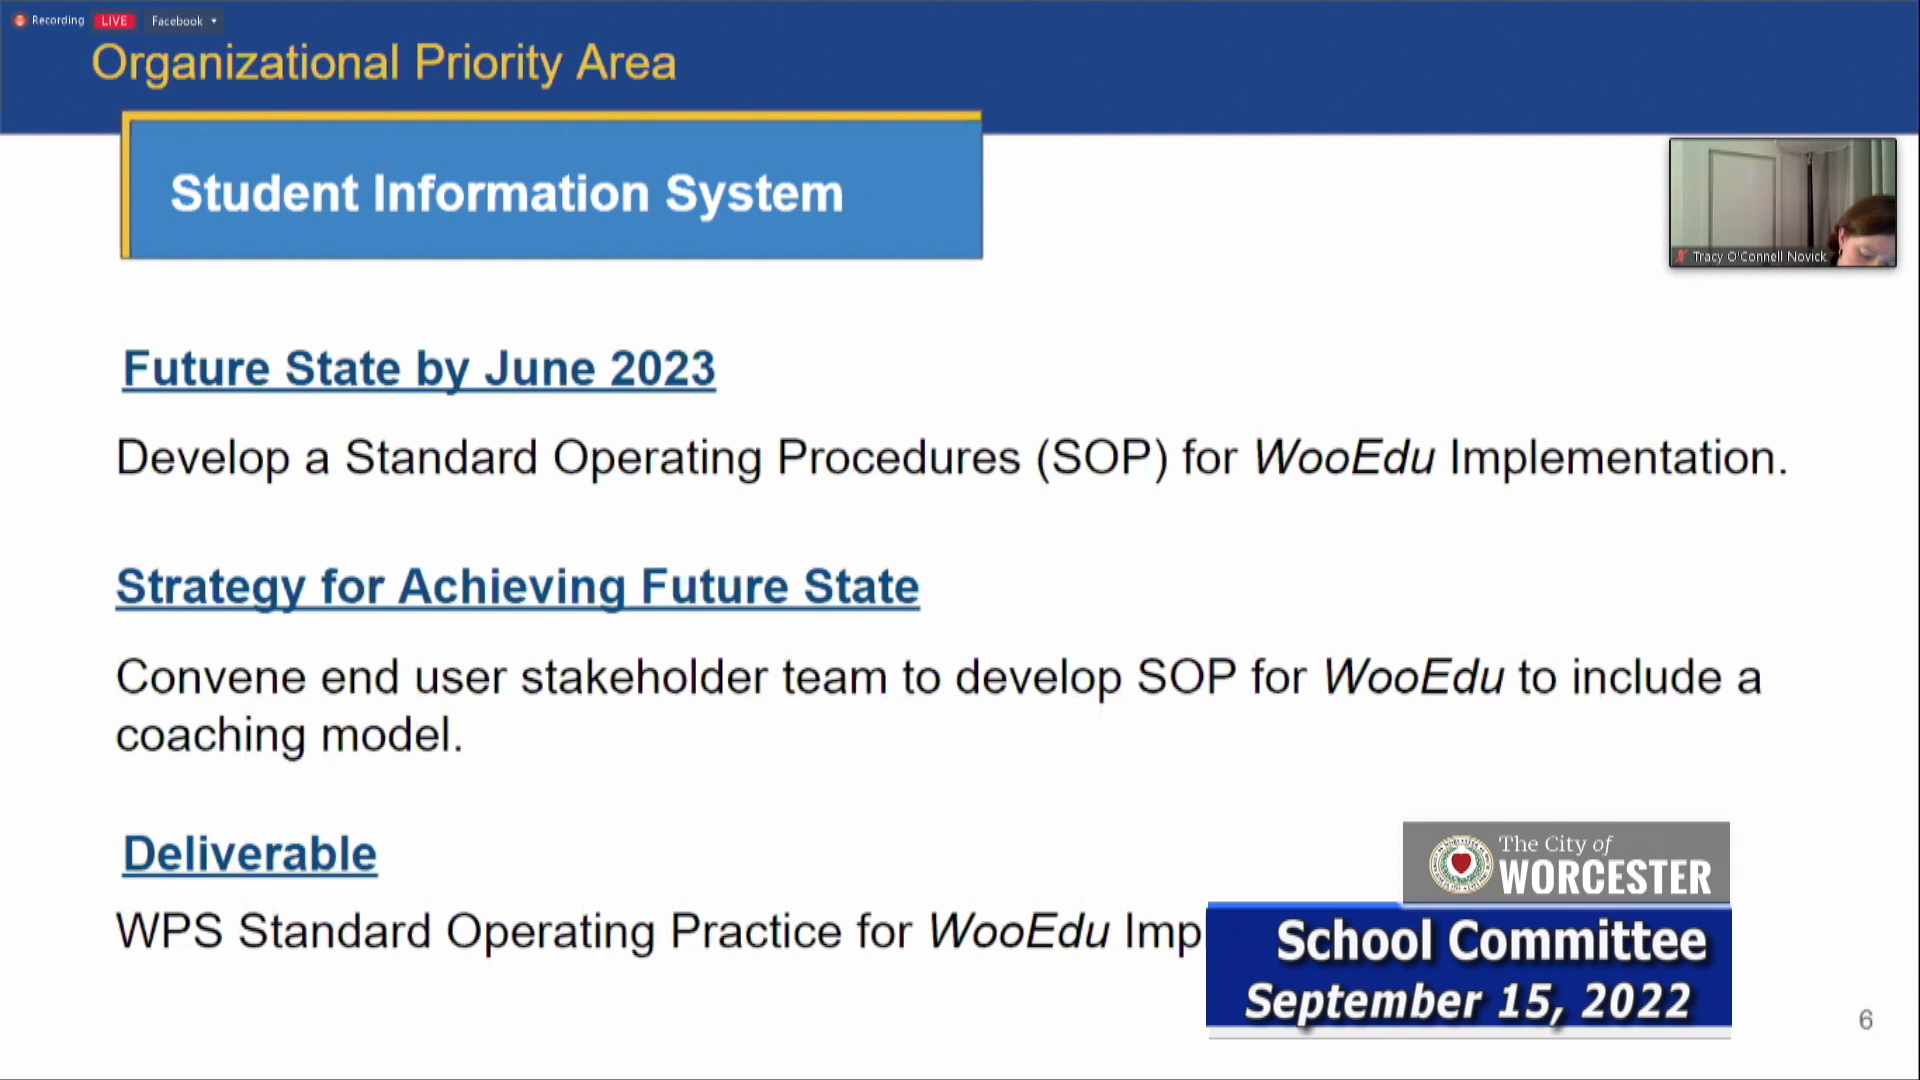 Recording LIVE Facebook
Organizational Priority Area
Student Information System
Tracy O'Connell Novick
Future State by June 2023
Develop a Standard Operating Procedures (SOP) for WooEdu Implementation.
Strategy for Achieving Future State
Convene end user stakeholder team to develop SOP for WooEdu to include a
coaching model.
Deliverable
WPS Standard Operating Practice for WooEdu Imp
The City of
WORCESTER
School Committee
September 15, 2022
6